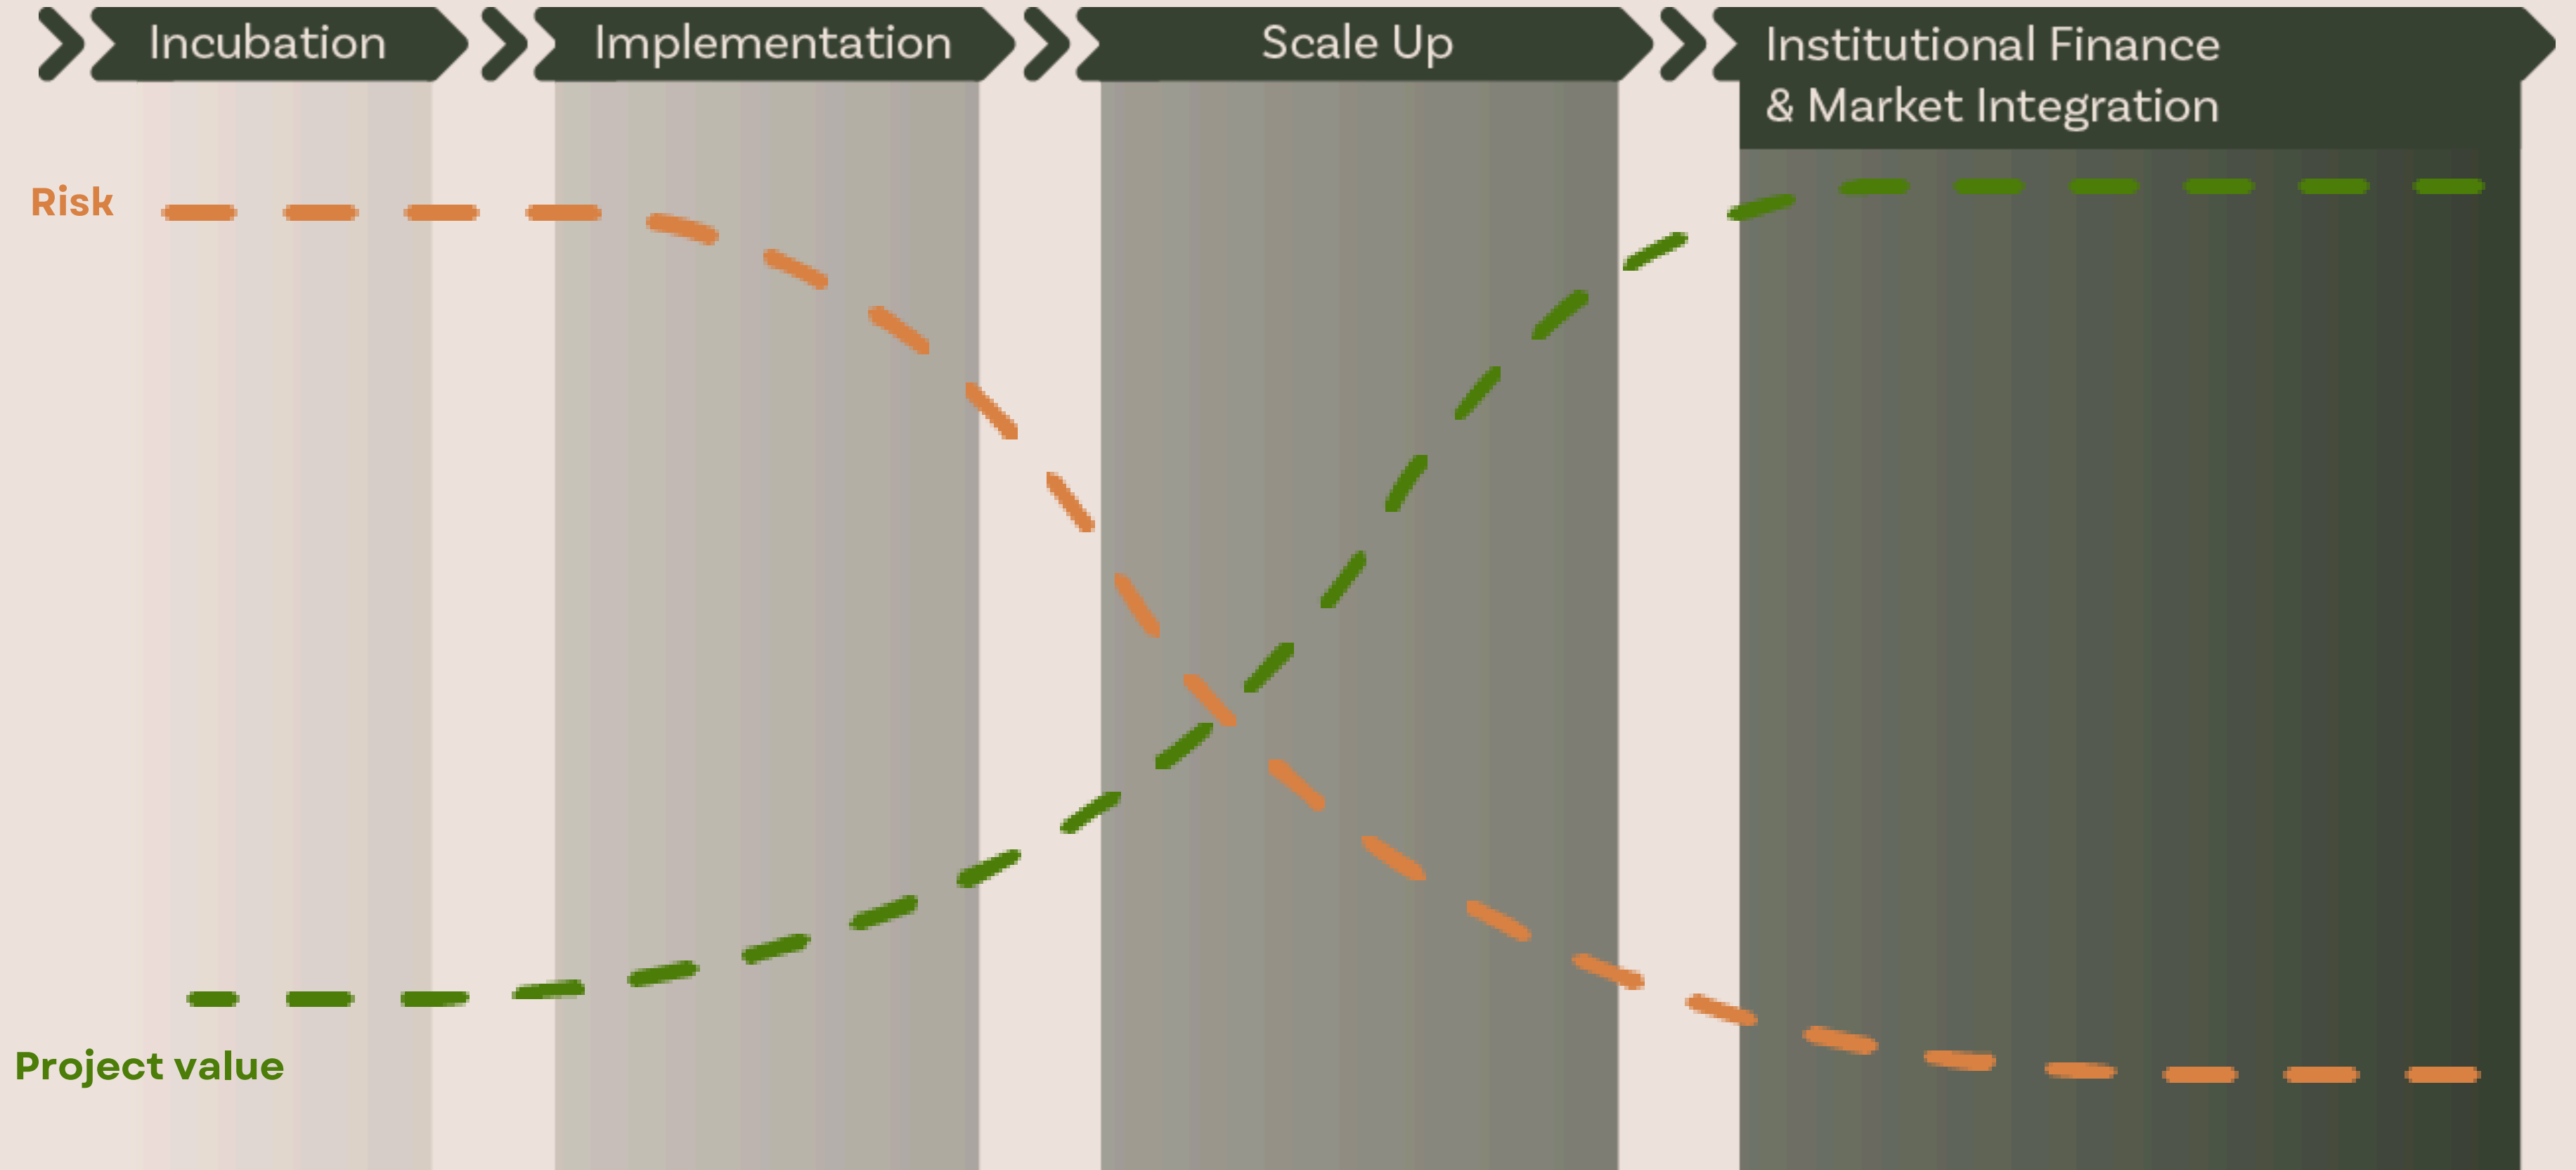 Incubation
Implementation
Scale Up
Institutional Finance
& Market Integration
Risk
Project value